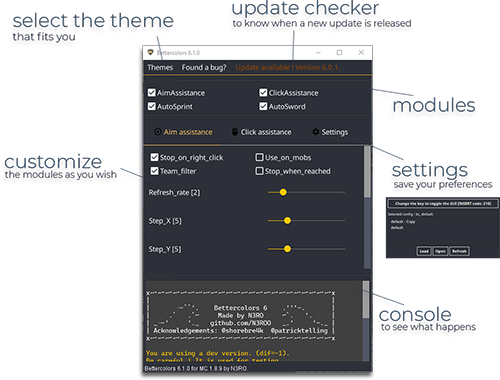 select the theme
that fits you
update checker
to know when a new update is released
Bettercolors 6.1.0
Themes Found a bug? Update available ! Version 6.0.1.
AimAssistance ClickAssistance
AutoSprint AutoSword
modules
Aim assistance Click assistance Settings
customize
the modules as you wish
Stop_on_right_click Use_on_mobs
Team_filter Stop_when_reached
Refresh_rate [2]
Step_X [5]
Step_Y [5]
settings
save your preferences
Change the key to toggle the GUI [INSERT code: 210]
Selected config : bc_default
default - Copy
default
Load Open Refresh
console
to see what happens
Bettercolors 6
Made by N3RO
github.com/N3ROO
Acknowledgements: @shorebre4k @patricktelling
You are using a dev version. (dif=-1).
Be careful ! It is used for testing
Bettercolors 6.1.0 for MC 1.8.9 by N3RO.